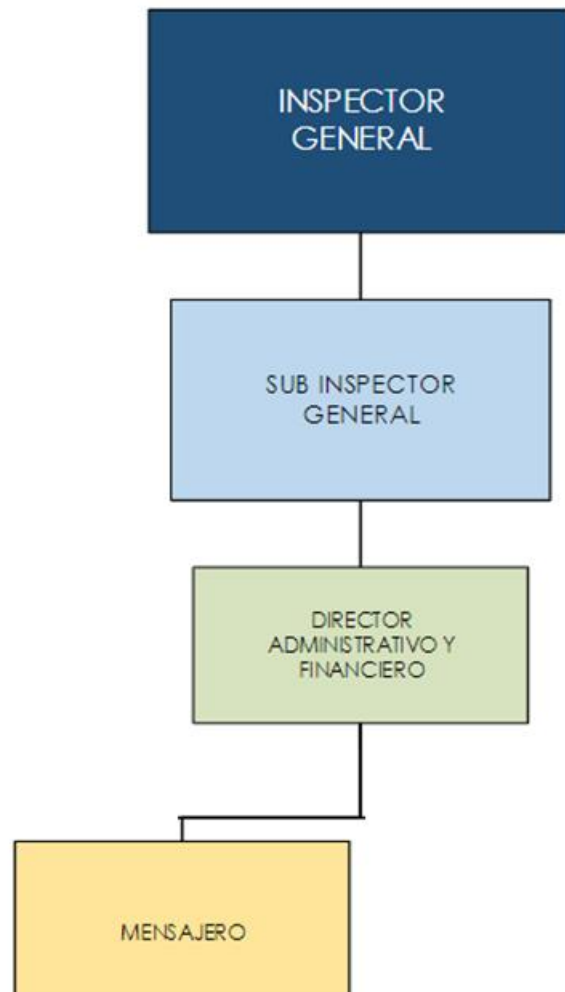 INSPECTOR
GENERAL
SUB INSPECTOR
GENERAL
DIRECTOR
ADMINISTRATIVO Y
FINANCIERO
MENSAJERO